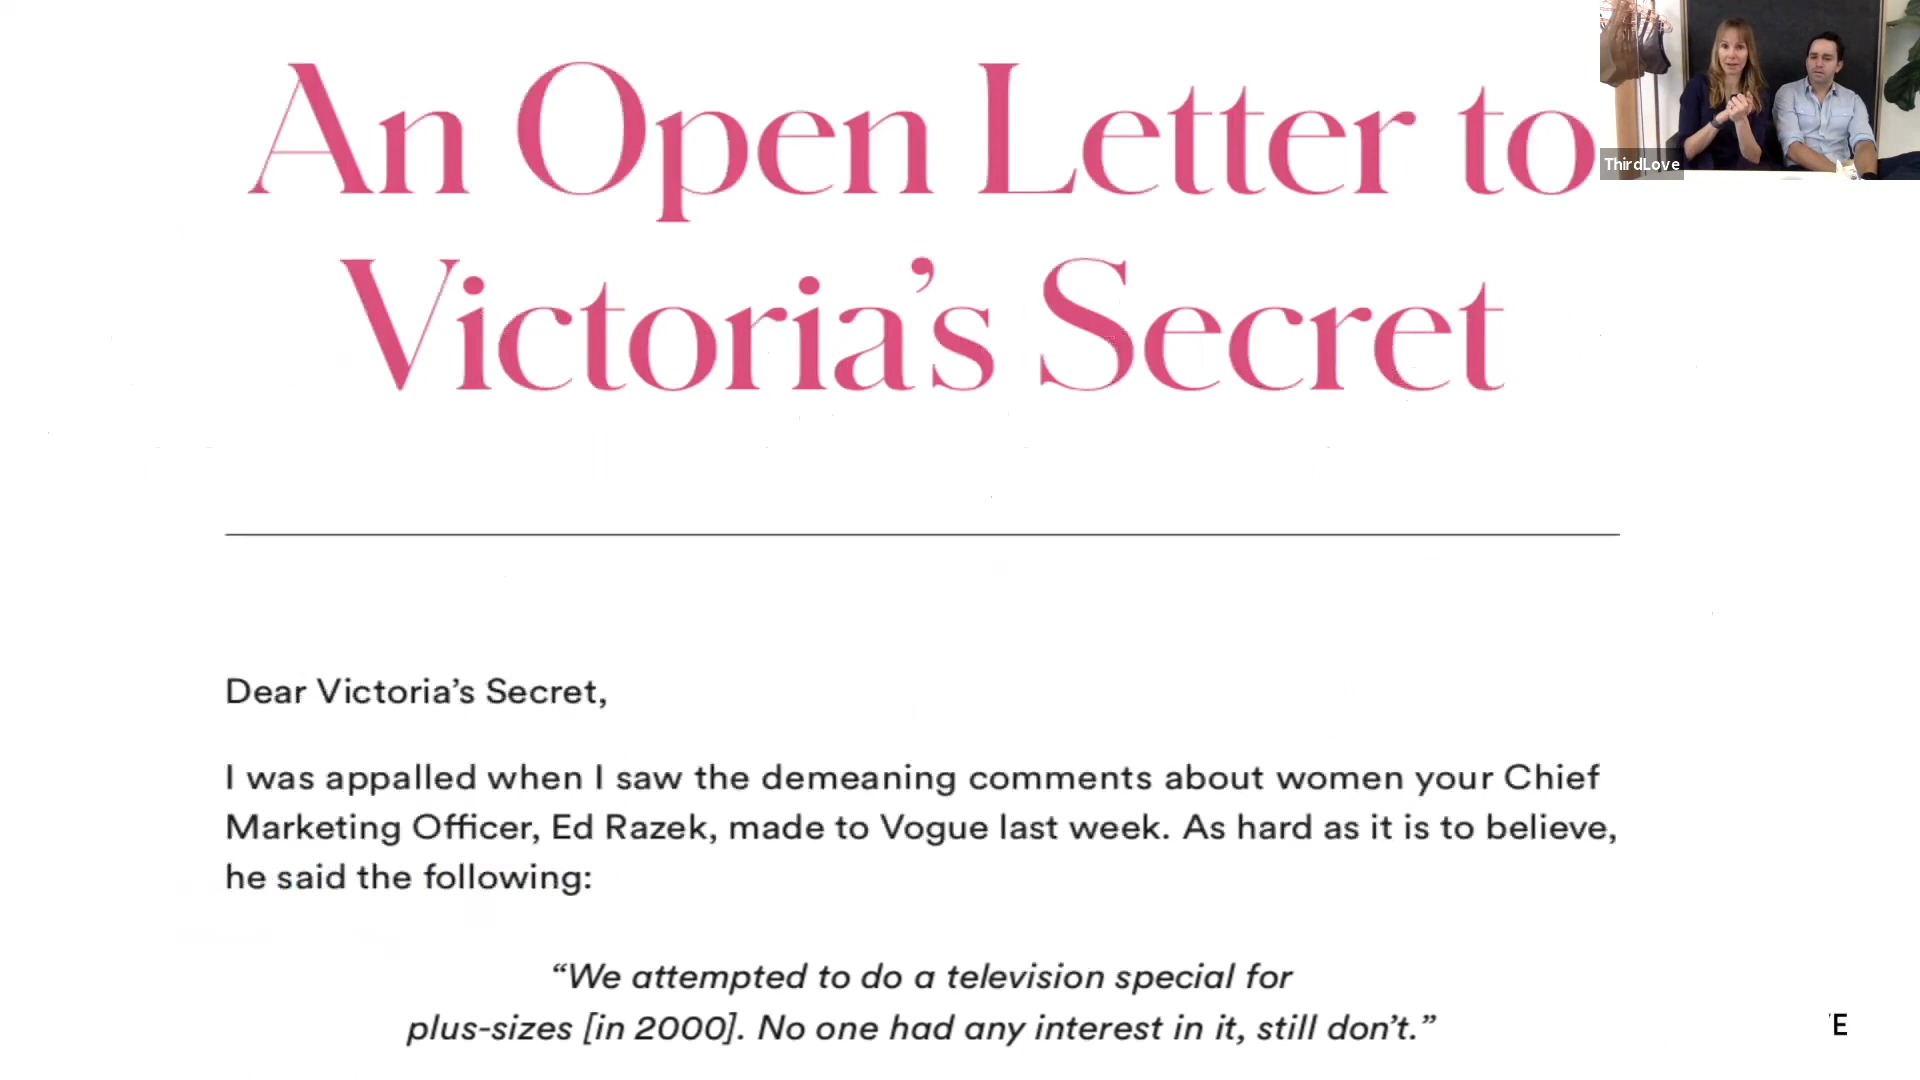 An Open Letter to
Victoria’s Secret
ThirdLove
Dear Victoria’s Secret,
I was appalled when I saw the demeaning comments about women your Chief
Marketing Officer, Ed Razek, made to Vogue last week. As hard as it is to believe,
he said the following:
“We attempted to do a television special for
plus-sizes [in 2000]. No one had any interest in it, still don’t.”